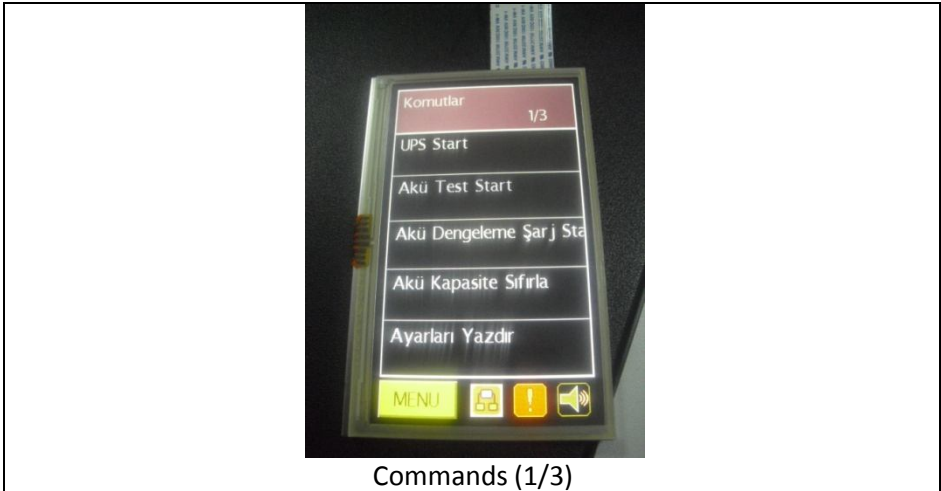 Komutlar
1/3
UPS Start
Akü Test Start
Akü Dengeleme Şarj Sta
Akü Kapasite Sıfırla
Ayarları Yazdır
MENU
Commands (1/3)